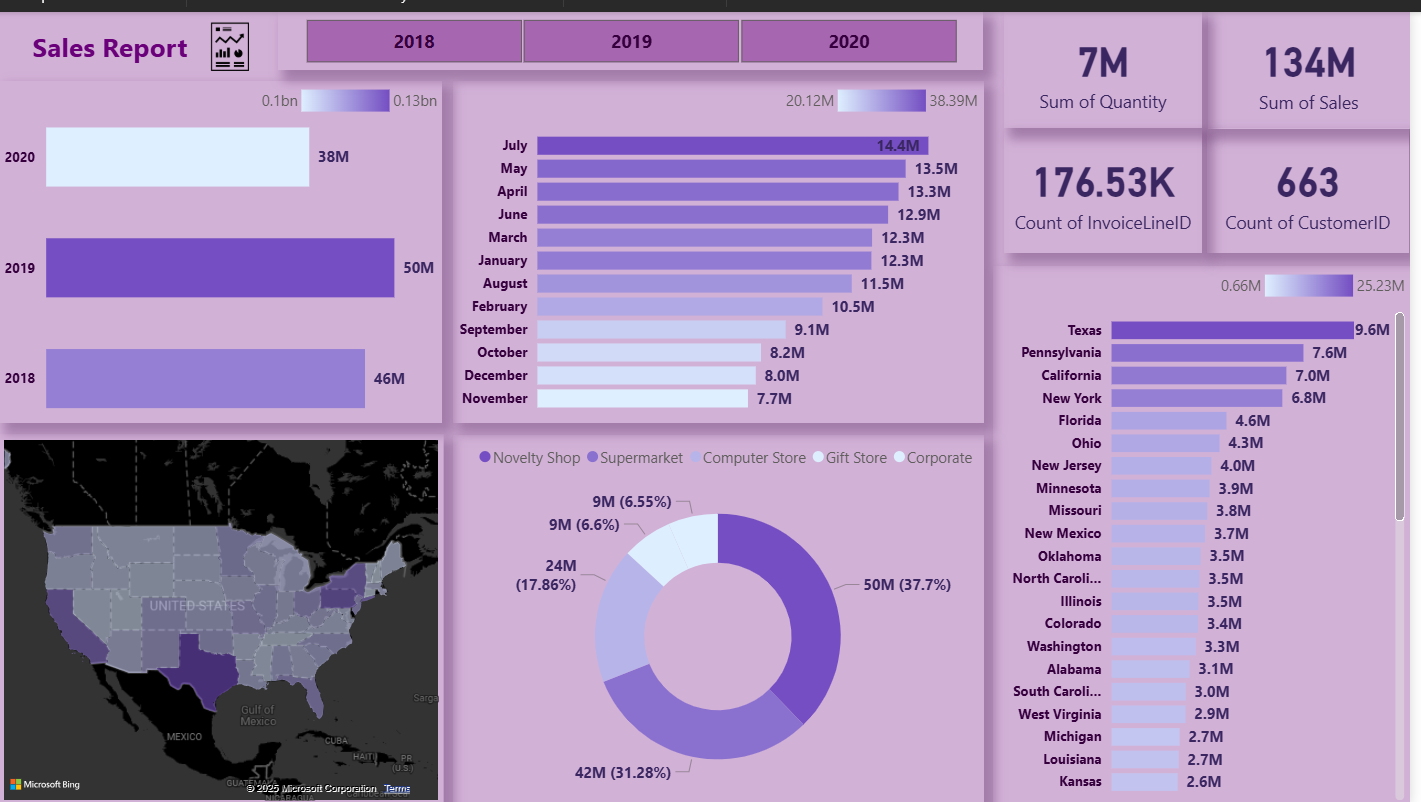 Sales Report
2018 2019 2020
7M
Sum of Quantity
134M
Sum of Sales
176.53K
Count of InvoiceLineID
663
Count of CustomerID
0.1bn 0.13bn
2020 38M
2019 50M
2018 46M
20.12M 38.39M
July 14.4M
May 13.5M
April 13.3M
June 12.9M
March 12.3M
January 12.3M
August 11.5M
February 10.5M
September 9.1M
October 8.2M
December 8.0M
November 7.7M
0.66M 25.23M
Texas 9.6M
Pennsylvania 7.6M
California 7.0M
New York 6.8M
Florida 4.6M
Ohio 4.3M
New Jersey 4.0M
Minnesota 3.9M
Missouri 3.8M
New Mexico 3.7M
Oklahoma 3.5M
North Caroli... 3.5M
Illinois 3.5M
Colorado 3.4M
Washington 3.3M
Alabama 3.1M
South Caroli... 3.0M
West Virginia 2.9M
Michigan 2.7M
Louisiana 2.7M
Kansas 2.6M
UNITED STATES
Gulf of
Mexico
MEXICO
CUBA
HAITI
PR
(U.S.)
Sarga
GUATEMALA
NICARAGUA
Microsoft Bing
© 2025 Microsoft Corporation Terms
Novelty Shop Supermarket Computer Store Gift Store Corporate
9M (6.55%)
9M (6.6%)
24M
(17.86%)
50M (37.7%)
42M (31.28%)